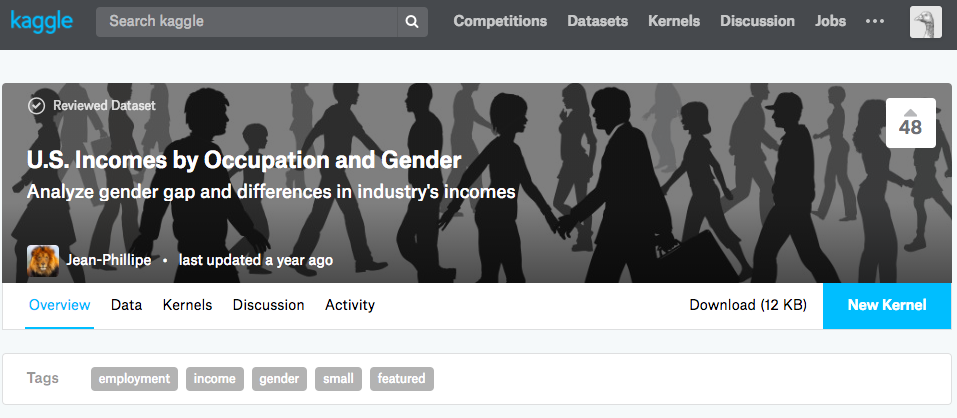 kaggle Search kaggle Competitions Datasets Kernels Discussion Jobs •••
Reviewed Dataset
48
U.S. Incomes by Occupation and Gender
Analyze gender gap and differences in industry's incomes
Jean-Phillipe • last updated a year ago
Overview Data Kernels Discussion Activity Download (12 KB) New Kernel
Tags employment income gender small featured